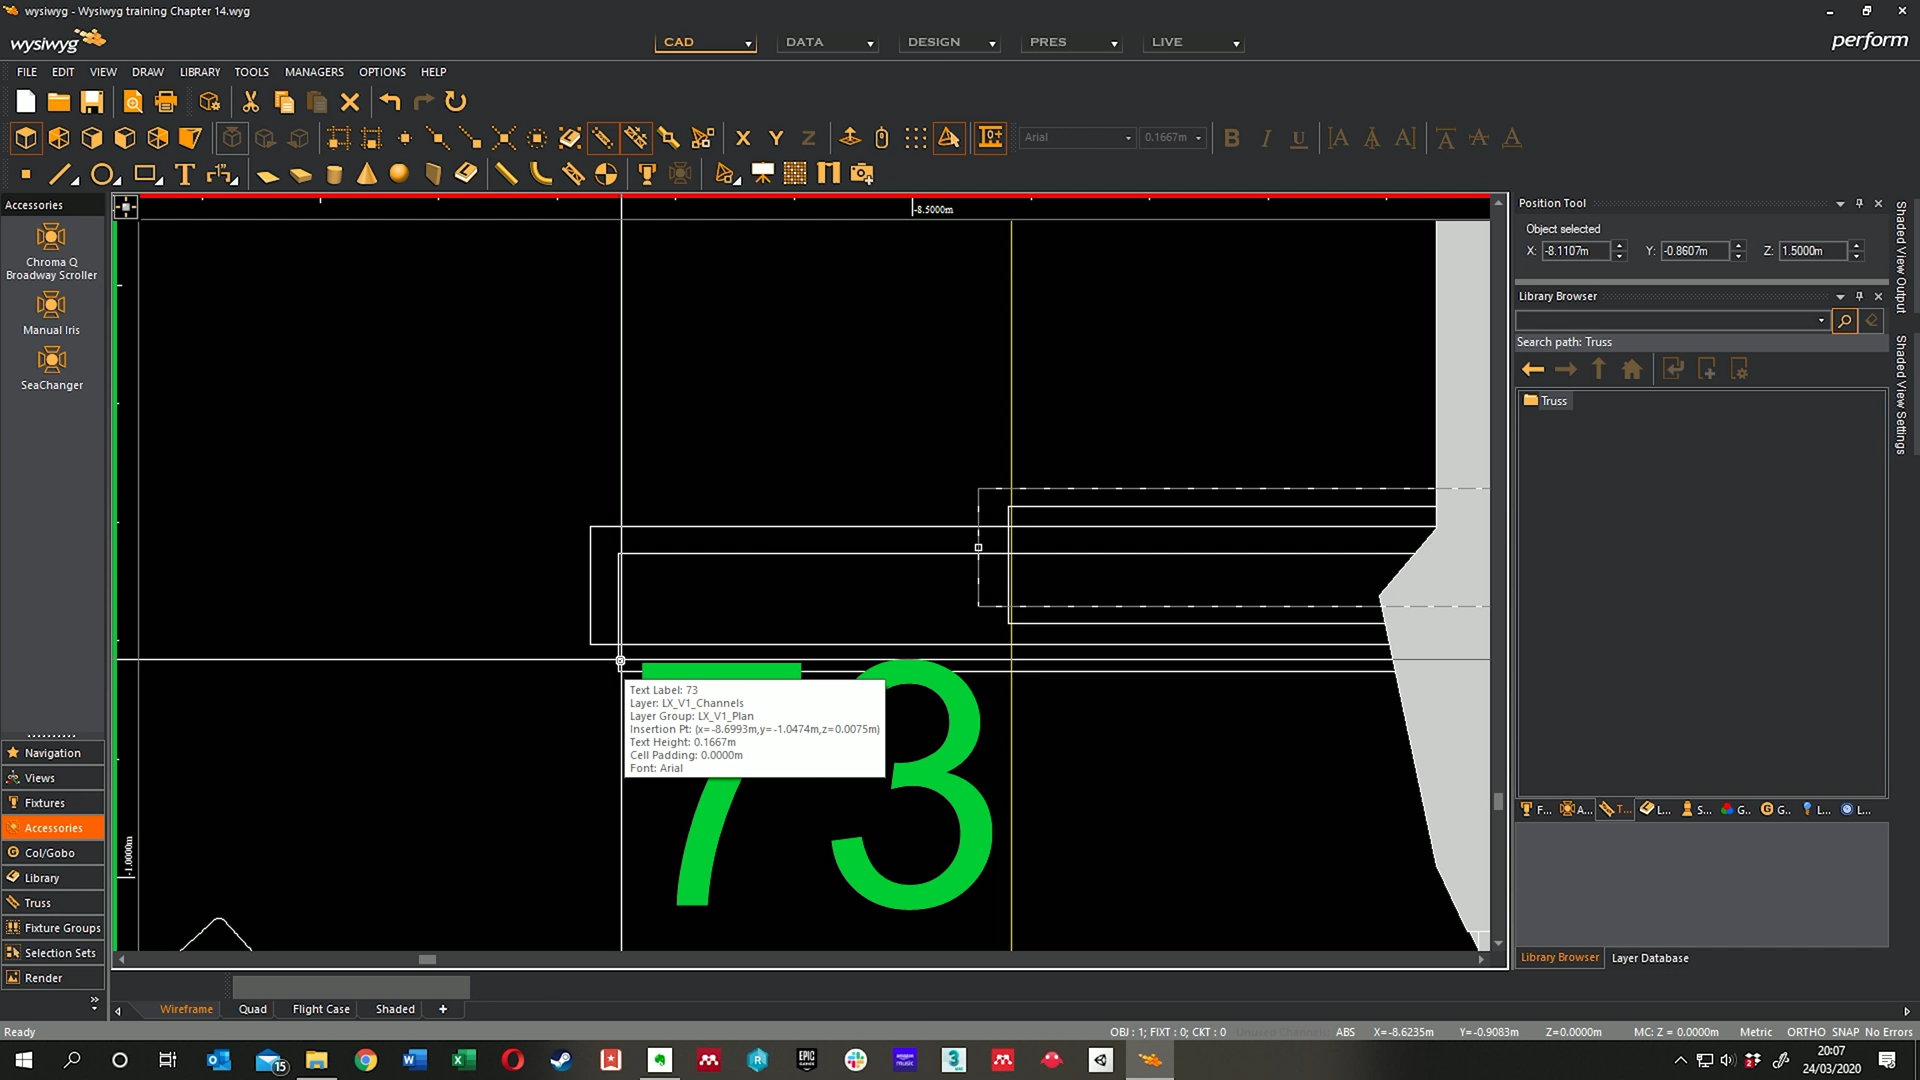 wysiwyg - Wysiwyg training Chapter 14.wyg
wysiwyg
CAD DATA DESIGN PRES LIVE
perform
FILE EDIT VIEW DRAW LIBRARY TOOLS MANAGERS OPTIONS HELP
X Y Z
Arial 0.1667m
B I U A A A A A A
Accessories
Chroma Q
Broadway Scroller
Manual Iris
SeaChanger
Navigation
Views
Fixtures
Accessories
Col/Gobo
Library
Truss
Fixture Groups
Selection Sets
Render
-8.5000m
-1.0000m
73
Text Label: 73
Layer: LX_V1_Channels
Layer Group: LX_V1_Plan
Insertion Pt: (x=-8.6993m,y=-1.0474m,z=0.0075m)
Text Height: 0.1667m
Cell Padding: 0.0000m
Font: Arial
Position Tool
Object selected
X: -8.1107m Y: -0.8607m Z: 1.5000m
Library Browser
Search path: Truss
Truss
F... A... T... L... S... G.. G.. L... L...
Library Browser Layer Database
Shaded View Output
Shaded View Settings
Wireframe Quad Flight Case Shaded +
Ready
OBJ : 1; FIXT : 0; CKT : 0 ABS X=-8.6235m Y=-0.9083m Z=0.0000m MC: Z = 0.0000m Metric ORTHO SNAP No Errors
15
EPIC
GAMES
amazon
music
3
20:07
24/03/2020